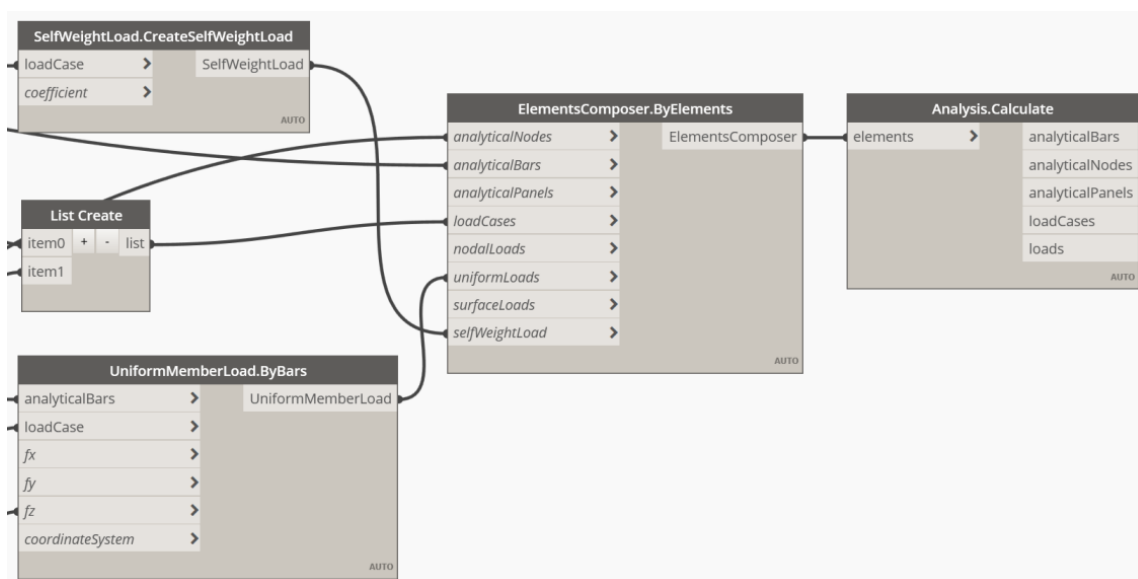 SelfWeightLoad.CreateSelfWeightLoad
loadCase > SelfWeightLoad
coefficient >
AUTO
List Create
item0 + - list
item1
UniformMemberLoad.ByBars
analyticalBars > UniformMemberLoad
loadCase >
fx >
fy >
fz >
coordinateSystem >
AUTO
ElementsComposer.ByElements
analyticalNodes > ElementsComposer
analyticalBars >
analyticalPanels >
loadCases >
nodalLoads >
uniformLoads >
surfaceLoads >
selfWeightLoad >
AUTO
Analysis.Calculate
elements > analyticalBars
analyticalNodes
analyticalPanels
loadCases
loads
AUTO